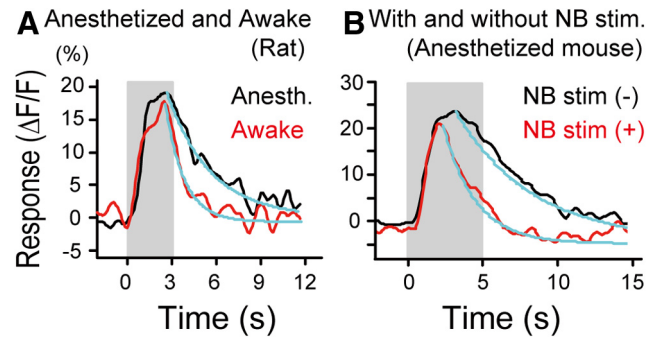 A Anesthetized and Awake
(Rat)
(%)
Response (ΔF/F)
20
15
10
5
0
-5
Anesth.
Awake
0 3 6 9 12
Time (s)
B With and without NB stim.
(Anesthetized mouse)
30
20
10
0
NB stim (-)
NB stim (+)
0 5 10 15
Time (s)